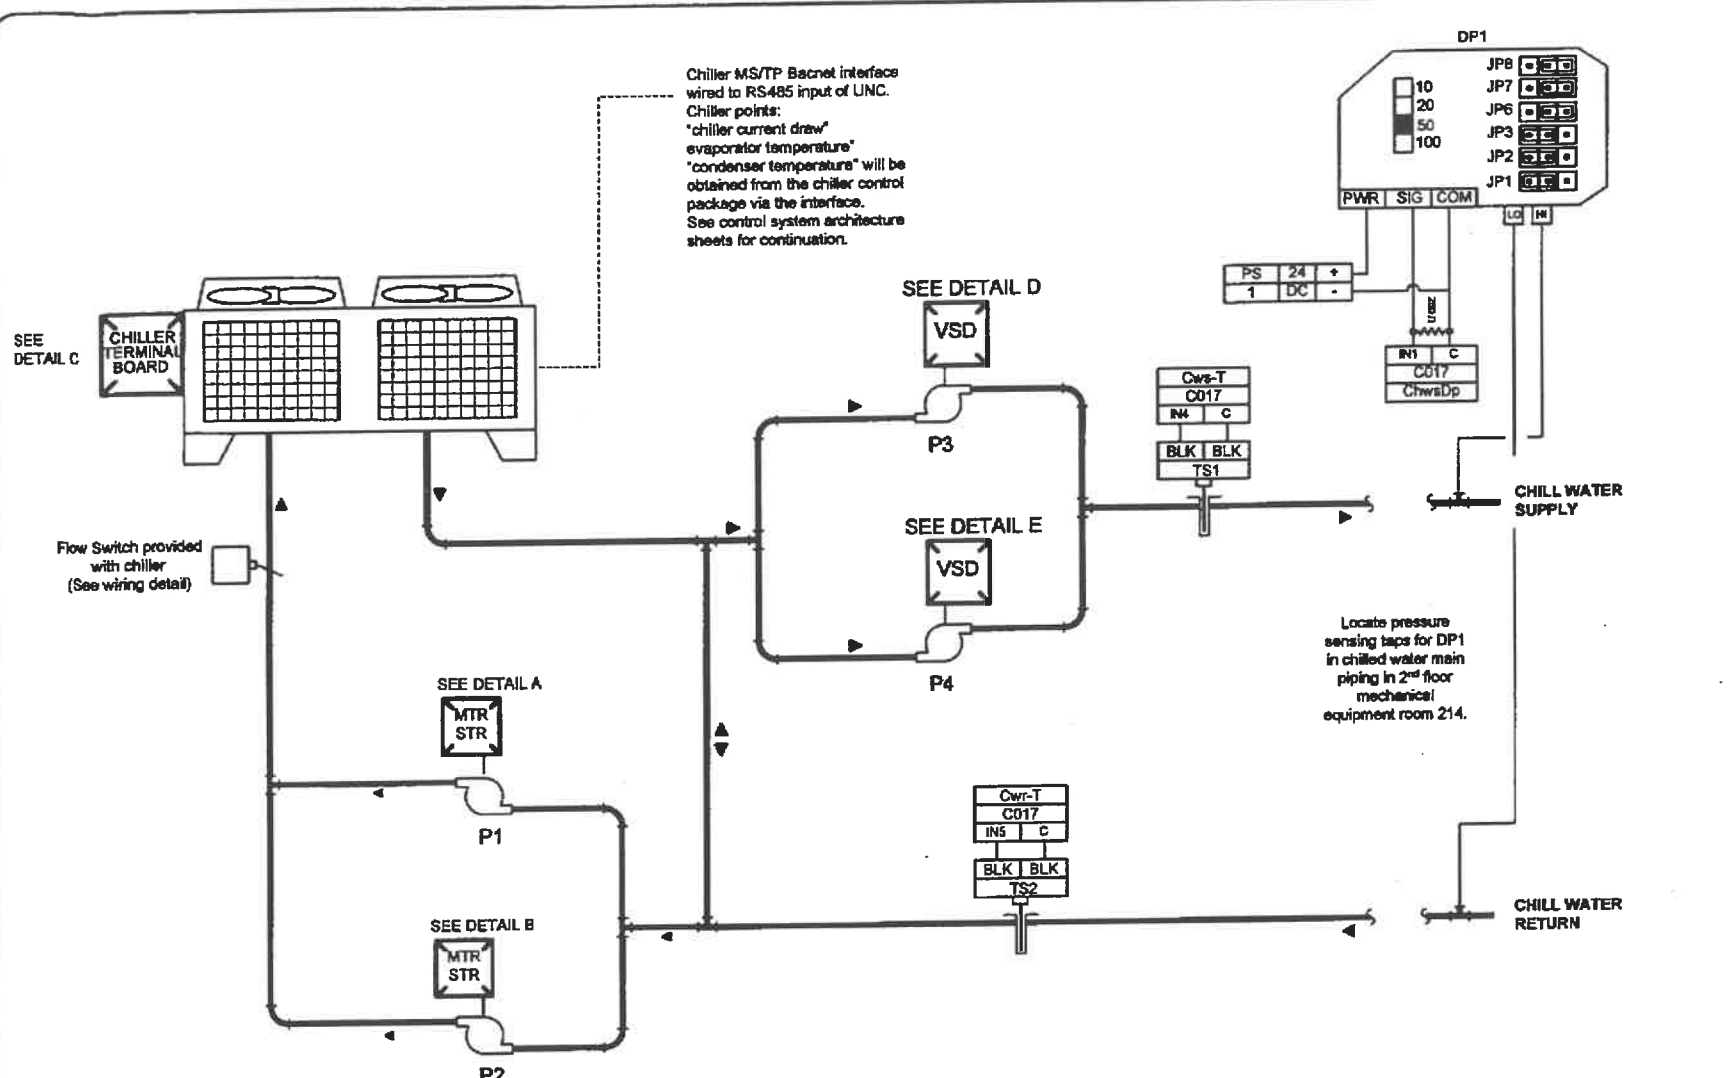 DP1
JP8
JP7
JP6
JP3
JP2
JP1
10
20
50
100
PWR SIG COM
LO HI
PS 24 +
1 DC -
IN1 C
C017
ChwsDp
Chiller MS/TP Bacnet interface
wired to RS485 input of UNC.
Chiller points:
"chiller current draw"
evaporator temperature"
"condenser temperature" will be
obtained from the chiller control
package via the interface.
See control system architecture
sheets for continuation.
SEE
DETAIL C
CHILLER
TERMINAL
BOARD
SEE DETAIL D
VSD
P3
SEE DETAIL E
VSD
P4
Cws-T
C017
IN4 C
BLK BLK
TS1
CHILL WATER
SUPPLY
Flow Switch provided
with chiller
(See wiring detail)
Locate pressure
sensing taps for DP1
in chilled water main
piping in 2nd floor
mechanical
equipment room 214.
SEE DETAIL A
MTR
STR
P1
Cwr-T
C017
IN5 C
BLK BLK
TS2
CHILL WATER
RETURN
SEE DETAIL B
MTR
STR
P2